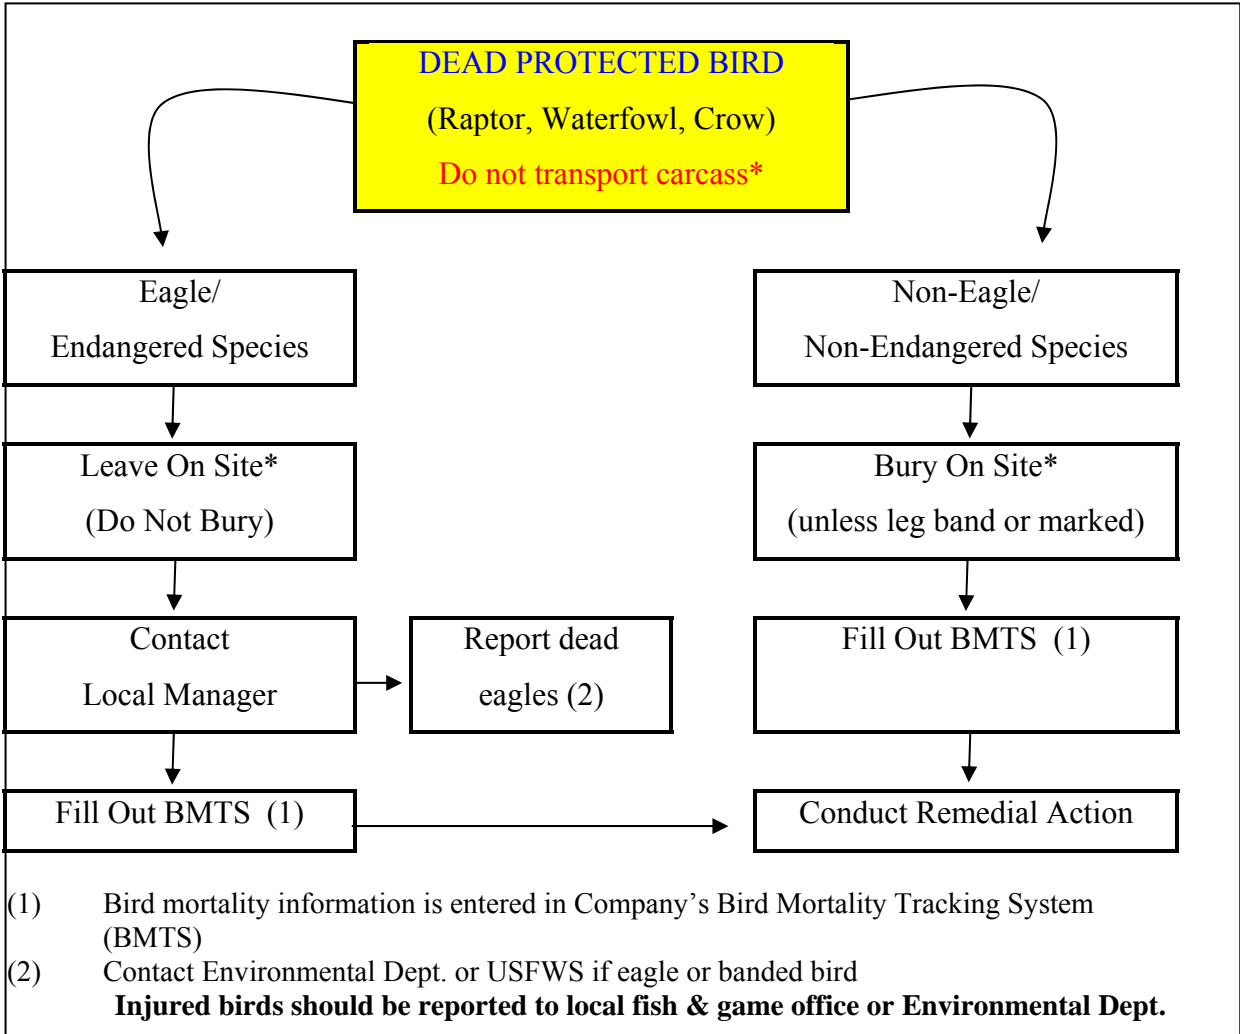 DEAD PROTECTED BIRD
(Raptor, Waterfowl, Crow)
Do not transport carcass*
Eagle/
Endangered Species
Non-Eagle/
Non-Endangered Species
Leave On Site*
(Do Not Bury)
Bury On Site*
(unless leg band or marked)
Contact
Local Manager
Report dead
eagles (2)
Fill Out BMTS (1)
Fill Out BMTS (1)
Conduct Remedial Action
(1) Bird mortality information is entered in Company’s Bird Mortality Tracking System
(BMTS)
(2) Contact Environmental Dept. or USFWS if eagle or banded bird
Injured birds should be reported to local fish & game office or Environmental Dept.